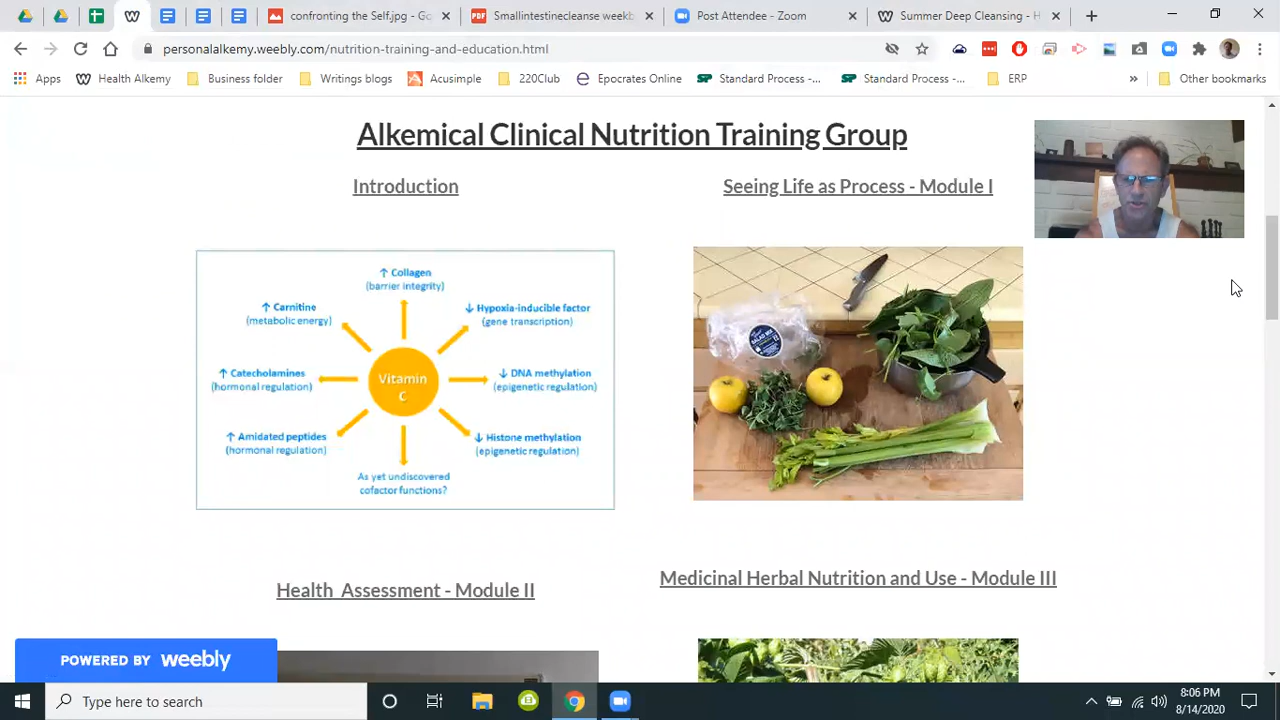 confronting the Self.jpg - Go
Smallintestinecleanse weekb
Post Attendee - Zoom
Summer Deep Cleansing - H
personalalkemy.weebly.com/nutrition-training-and-education.html
Apps
Health Alkemy
Business folder
Writings blogs
Acusimple
220Club
Epocrates Online
Standard Process -...
Standard Process -...
ERP
Other bookmarks
Alkemical Clinical Nutrition Training Group
Introduction
Seeing Life as Process - Module I
↑ Collagen
(barrier integrity)
↑ Carnitine
(metabolic energy)
↓ Hypoxia-inducible factor
(gene transcription)
↑ Catecholamines
(hormonal regulation)
Vitamin
C
↓ DNA methylation
(epigenetic regulation)
↑ Amidated peptides
(hormonal regulation)
↓ Histone methylation
(epigenetic regulation)
As yet undiscovered
cofactor functions?
Health Assessment - Module II
Medicinal Herbal Nutrition and Use - Module III
POWERED BY weebly
Type here to search
8:06 PM
8/14/2020